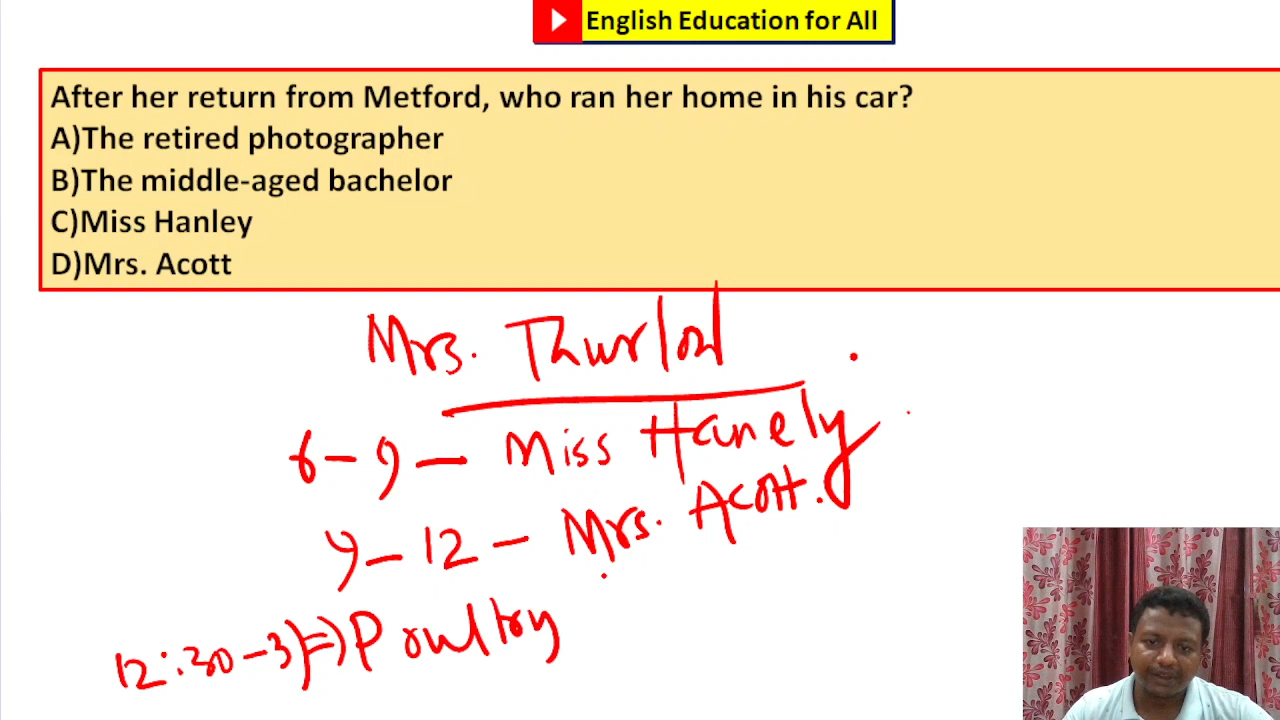 English Education for All
After her return from Metford, who ran her home in his car?
A)The retired photographer
B)The middle-aged bachelor
C)Miss Hanley
D)Mrs. Acott
Mrs. Thurlow
6-9 - Miss Hanely
9-12 - Mrs. Acott.
12:30-3)=) Poultry